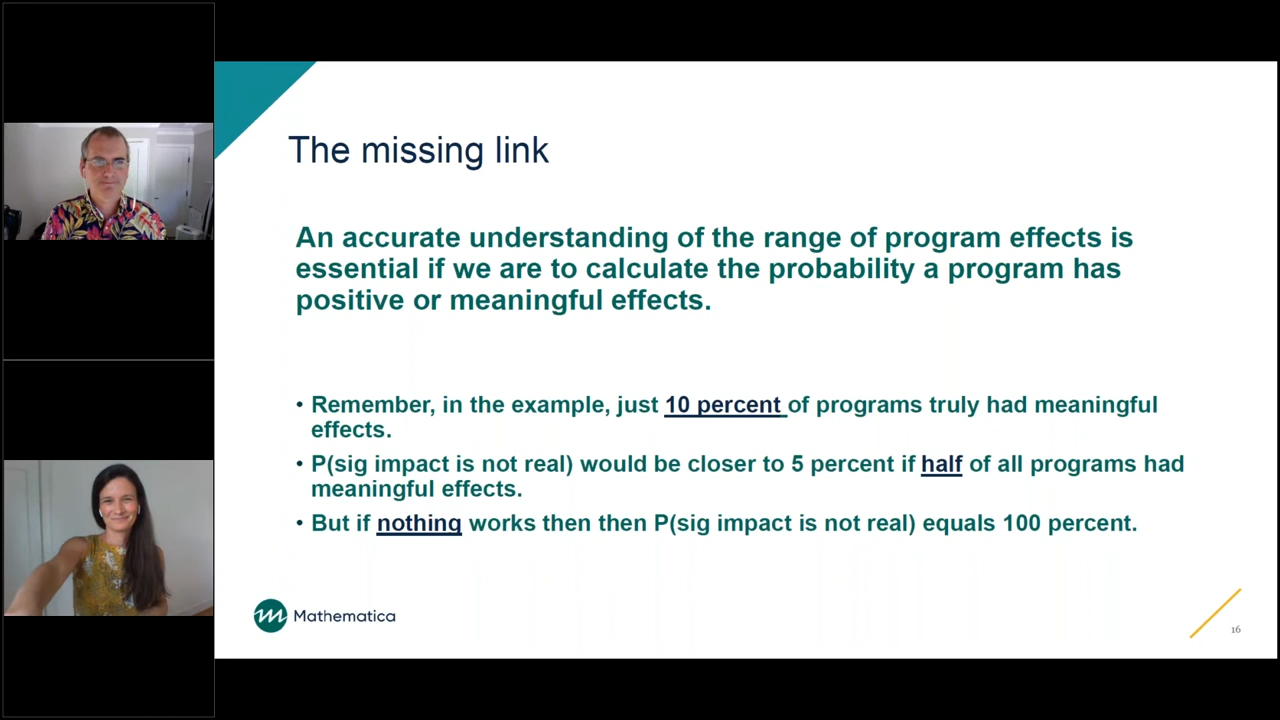 The missing link
An accurate understanding of the range of program effects is
essential if we are to calculate the probability a program has
positive or meaningful effects.
• Remember, in the example, just 10 percent of programs truly had meaningful
effects.
• P(sig impact is not real) would be closer to 5 percent if half of all programs had
meaningful effects.
• But if nothing works then then P(sig impact is not real) equals 100 percent.
Mathematica
16